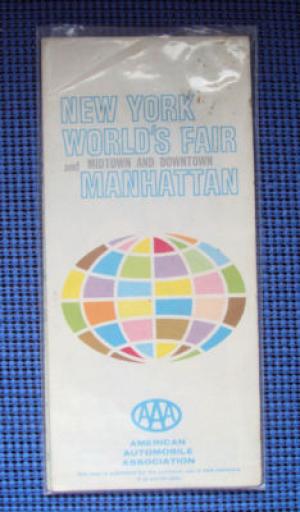 NEW YORK
WORLD'S FAIR
and MIDTOWN AND DOWNTOWN
MANHATTAN
AAA
AMERICAN
AUTOMOBILE
ASSOCIATION